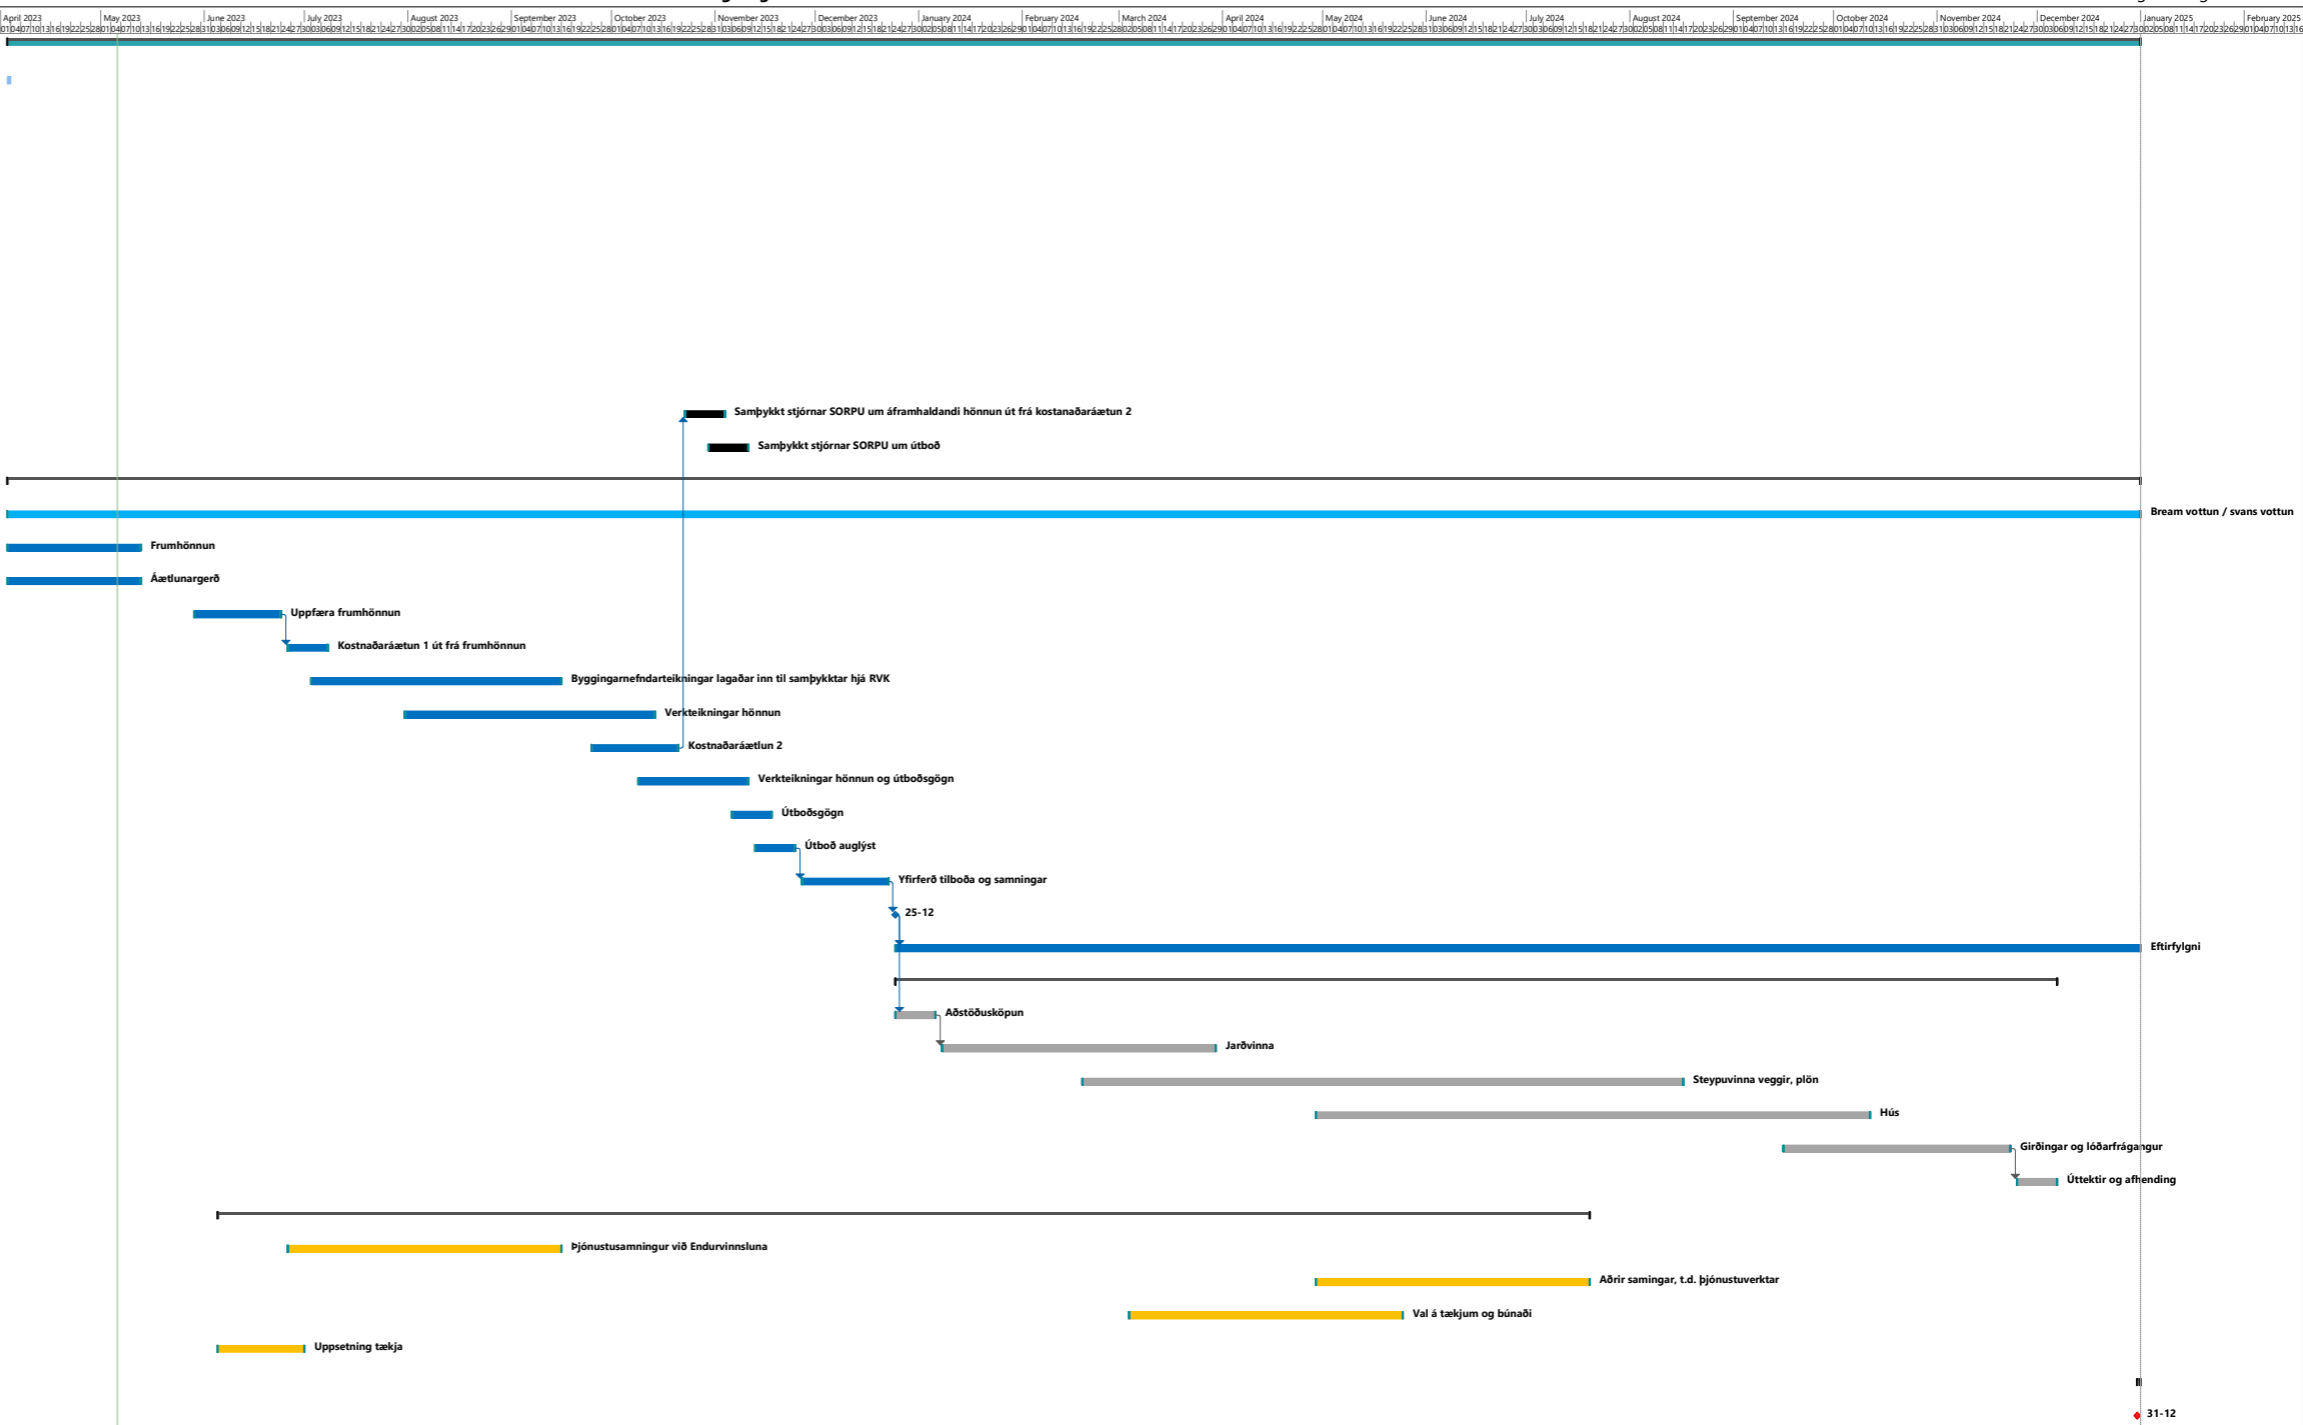 April 2023 May 2023 June 2023 July 2023 August 2023 September 2023 October 2023 November 2023 December 2023 January 2024 February 2024 March 2024 April 2024 May 2024 June 2024 July 2024 August 2024 September 2024 October 2024 November 2024 December 2024 January 2025 February 2025
Samþykkt stjórnar SORPU um áframhaldandi hönnun út frá kostanaðaráætun 2
Samþykkt stjórnar SORPU um útboð
Bream vottun / svans vottun
Frumhönnun
Áætlunargerð
Uppfæra frumhönnun
Kostnaðaráætun 1 út frá frumhönnun
Byggingarnefndarteikningar lagaðar inn til samþykktar hjá RVK
Verkteikningar hönnun
Kostnaðaráætlun 2
Verkteikningar hönnun og útboðsgögn
Útboðsgögn
Útboð auglýst
Yfirferð tilboða og samningar
25-12
Eftirfylgni
Aðstöðusköpun
Jarðvinna
Steypuvinna veggir, plön
Hús
Girðingar og lóðarfrágangur
Úttektir og afhending
Þjónustusamningur við Endurvinnsluna
Aðrir samingar, t.d. þjónustuverktar
Val á tækjum og búnaði
Uppsetning tækja
31-12